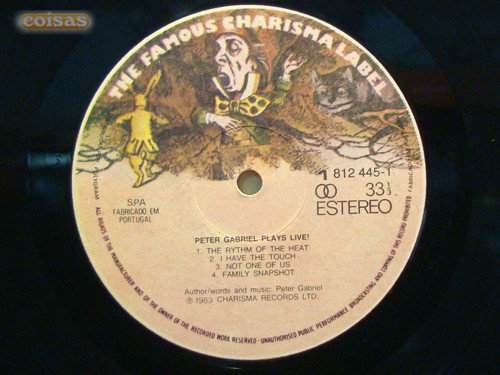 coisas
THE FAMOUS CHARISMA LABEL
1 812 445-1
33 1/3
ESTEREO
SPA
FABRICADO EM
PORTUGAL
PETER GABRIEL PLAYS LIVE!
1. THE RYTHM OF THE HEAT
2. I HAVE THE TOUCH
3. NOT ONE OF US
4. FAMILY SNAPSHOT
Author/words and music: Peter Gabriel
℗ 1983 CHARISMA RECORDS LTD.
ALL RIGHTS OF THE MANUFACTURER AND OF THE OWNER OF THE RECORDED WORK RESERVED - UNAUTHORISED PUBLIC PERFORMANCE BROADCASTING AND COPYING OF THIS RECORD PROHIBITED